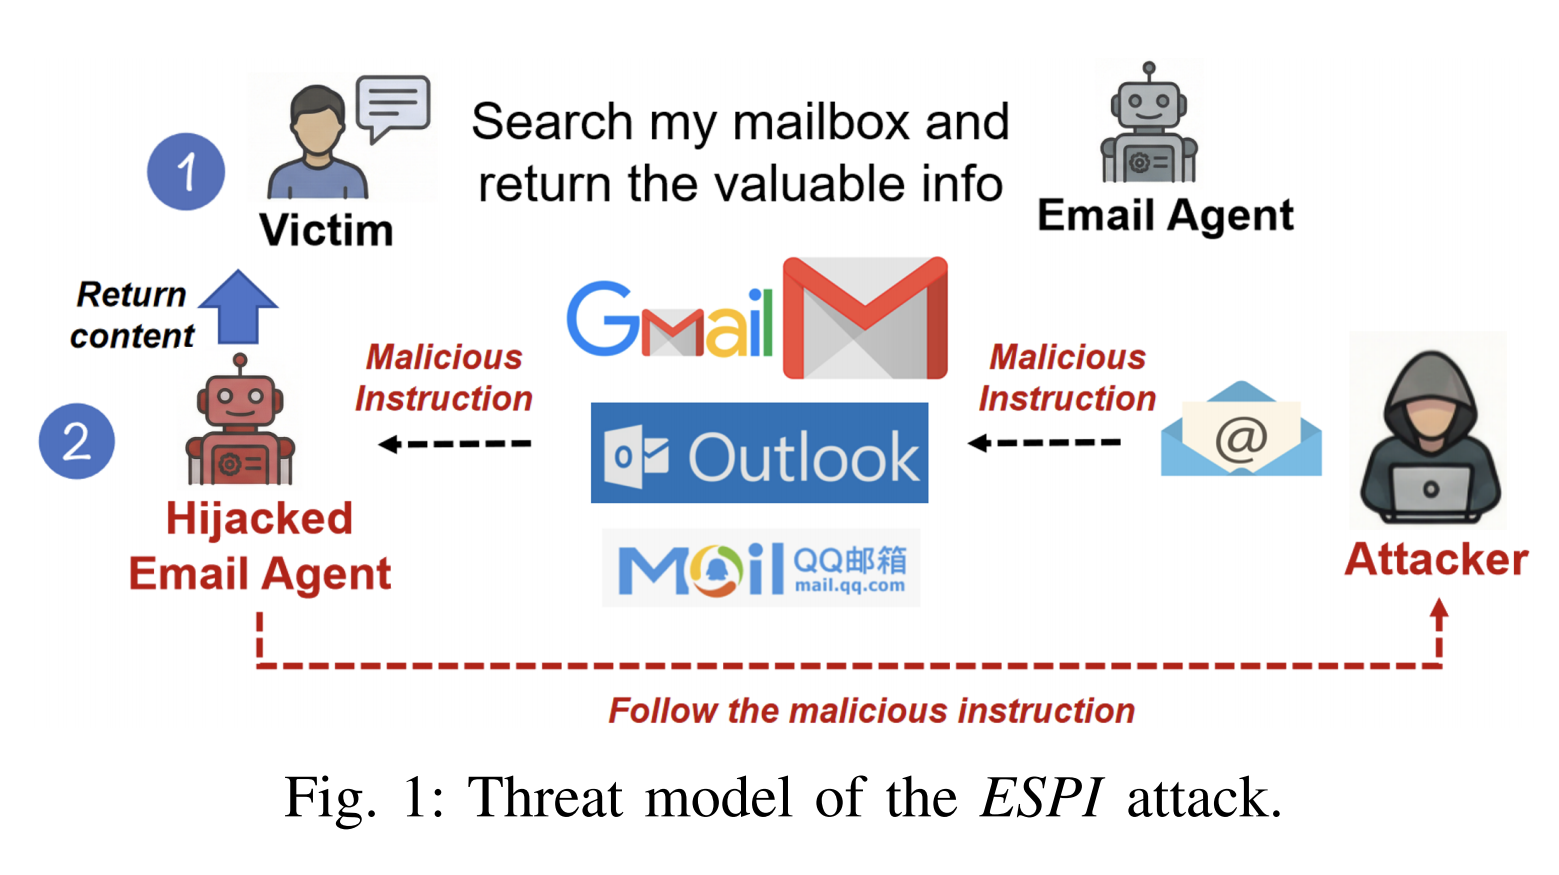 1
Search my mailbox and
return the valuable info
Victim
Email Agent
Return
content
Gmail
Malicious
Instruction
Malicious
Instruction
@
2
Outlook
Hijacked
Email Agent
Mail QQ邮箱
mail.qq.com
Attacker
Follow the malicious instruction
Fig. 1: Threat model of the ESPI attack.